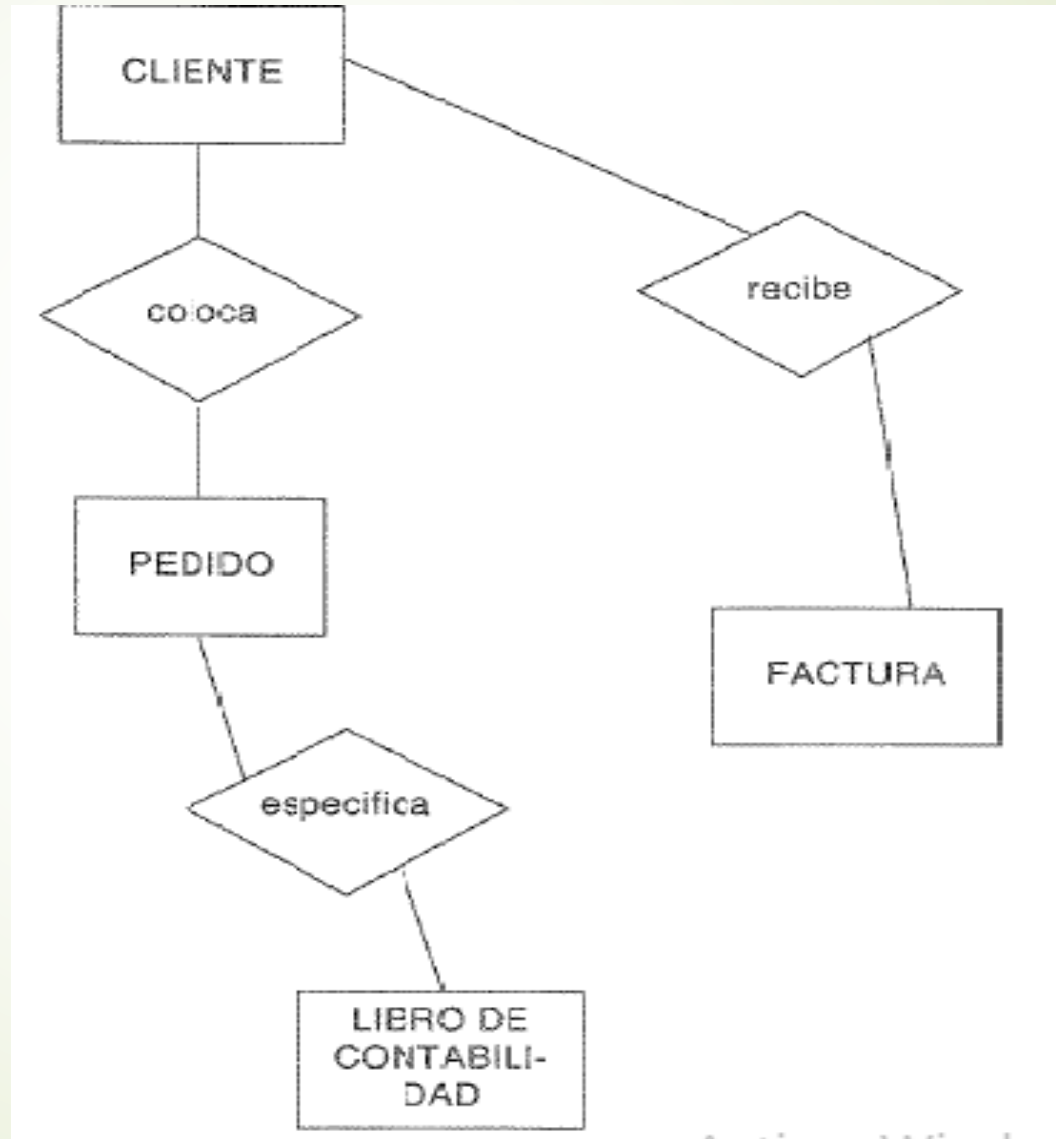 CLIENTE
recibe
coloca
PEDIDO
FACTURA
especifica
LIBRO DE
CONTABILI-
DAD